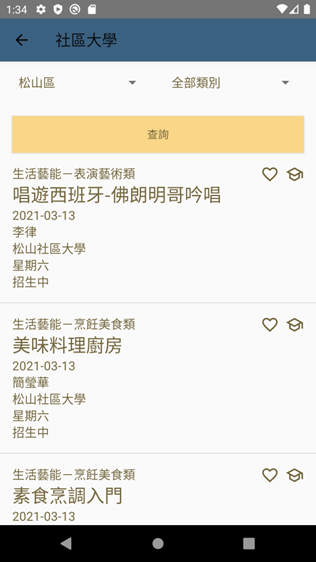 1:34
社區大學
松山區 全部類別
查詢
生活藝能－表演藝術類
唱遊西班牙-佛朗明哥吟唱
2021-03-13
李律
松山社區大學
星期六
招生中
生活藝能－烹飪美食類
美味料理廚房
2021-03-13
簡瑩華
松山社區大學
星期六
招生中
生活藝能－烹飪美食類
素食烹調入門
2021-03-13